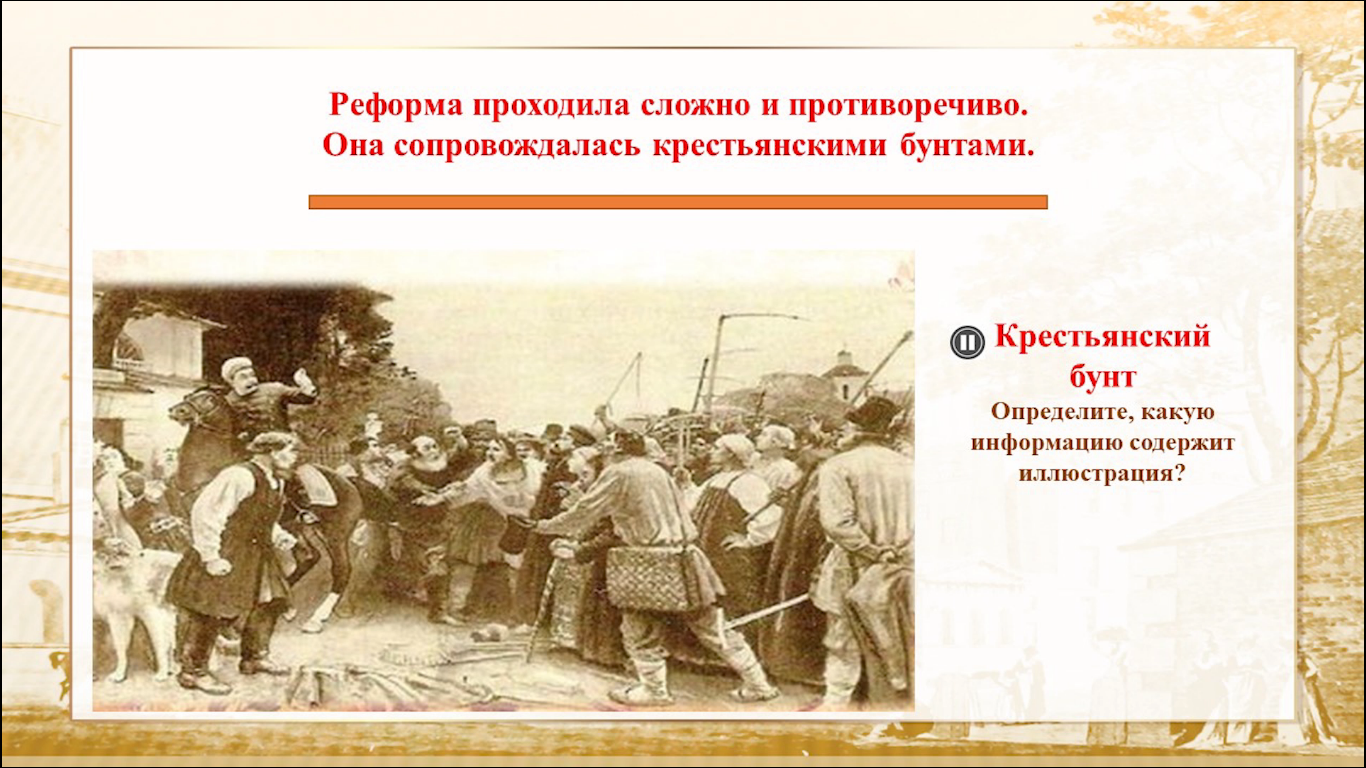 Реформа проходила сложно и противоречиво.
Она сопровождалась крестьянскими бунтами.
Крестьянский
бунт
Определите, какую
информацию содержит
иллюстрация?